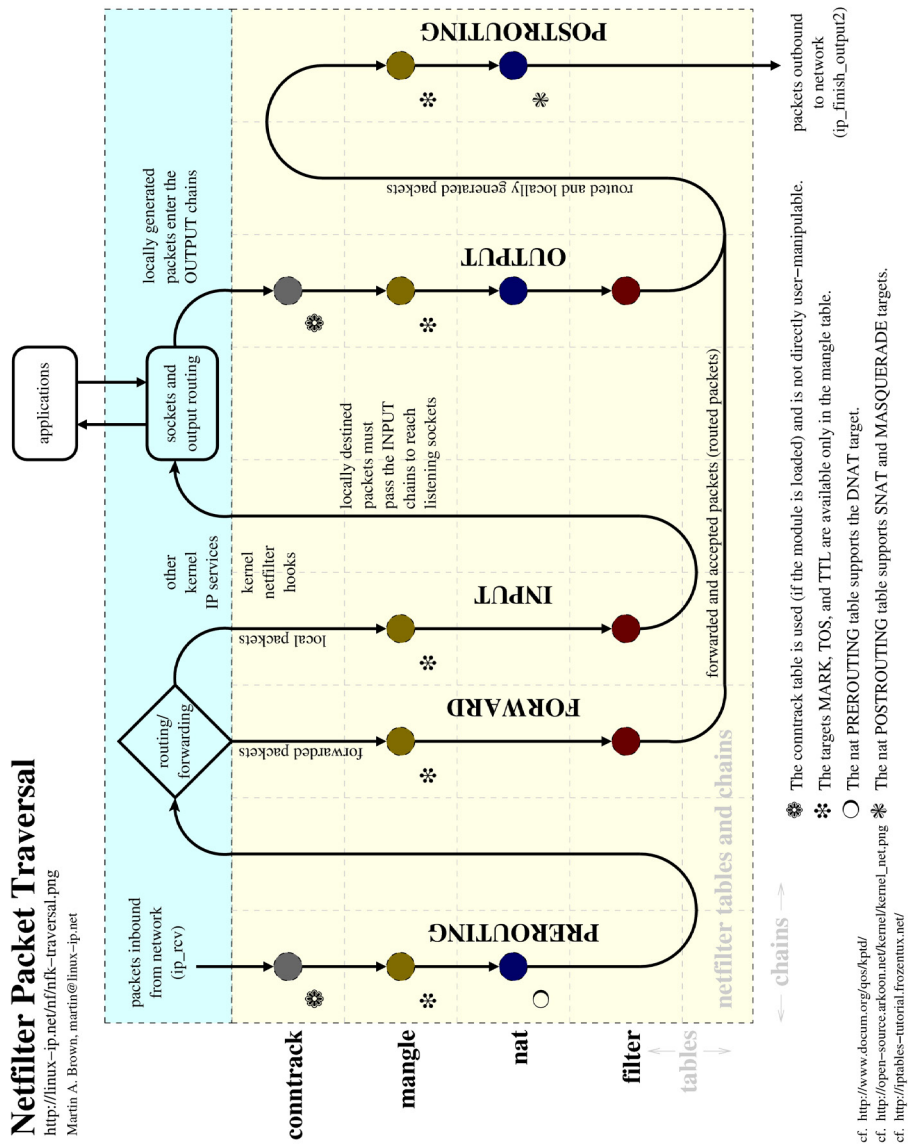 Netfilter Packet Traversal
http://linux-ip.net/nf/nfk-traversal.png
Martin A. Brown, martin@linux-ip.net
applications
packets inbound
from network
(ip_rcv)
routing/
forwarding
other
kernel
IP services
sockets and
output routing
locally generated
packets enter the
OUTPUT chains
kernel
netfilter
hooks
locally destined
packets must
pass the INPUT
chains to reach
listening sockets
forwarded packets
local packets
routed and locally generated packets
forwarded and accepted packets (routed packets)
PREROUTING
FORWARD
INPUT
OUTPUT
POSTROUTING
conntrack
mangle
nat
filter
tables
netfilter tables and chains
chains
packets outbound
to network
(ip_finish_output2)
The conntrack table is used (if the module is loaded) and is not directly user-manipulable.
The targets MARK, TOS, and TTL are available only in the mangle table.
The nat PREROUTING table supports the DNAT target.
The nat POSTROUTING table supports SNAT and MASQUERADE targets.
cf. http://www.docum.org/qos/kptd/
cf. http://open-source.arkoon.net/kernel/kernel_net.png
cf. http://iptables-tutorial.frozentux.net/